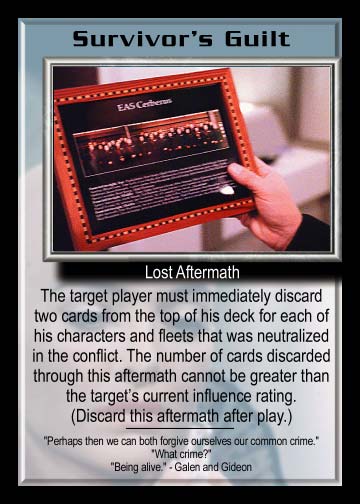 Survivor's Guilt
EAS Cerberus
Lost Aftermath
The target player must immediately discard
two cards from the top of his deck for each of
his characters and fleets that was neutralized
in the conflict. The number of cards discarded
through this aftermath cannot be greater than
the target's current influence rating.
(Discard this aftermath after play.)
"Perhaps then we can both forgive ourselves our common crime."
"What crime?"
"Being alive." - Galen and Gideon